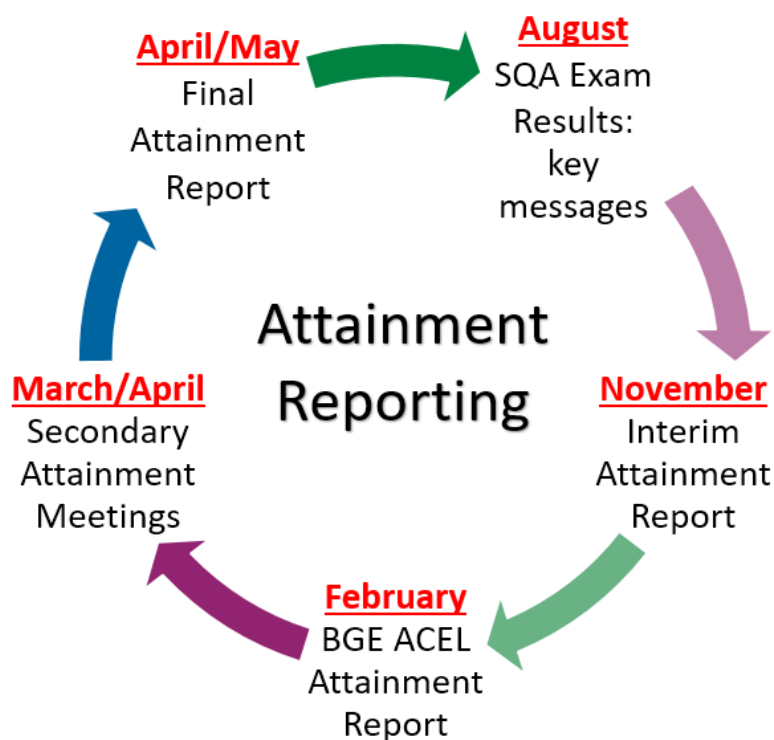 August
SQA Exam
Results:
key
messages
November
Interim
Attainment
Report
February
BGE ACEL
Attainment
Report
March/April
Secondary
Attainment
Meetings
April/May
Final
Attainment
Report
Attainment
Reporting